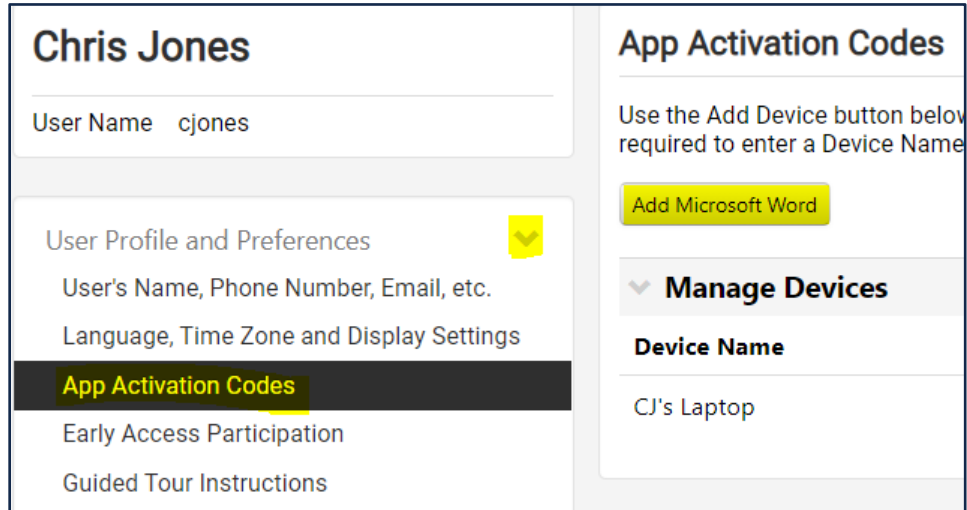 Chris Jones
User Name cjones
User Profile and Preferences
User's Name, Phone Number, Email, etc.
Language, Time Zone and Display Settings
App Activation Codes
Early Access Participation
Guided Tour Instructions
App Activation Codes
Use the Add Device button below
required to enter a Device Name
Add Microsoft Word
Manage Devices
Device Name
CJ's Laptop